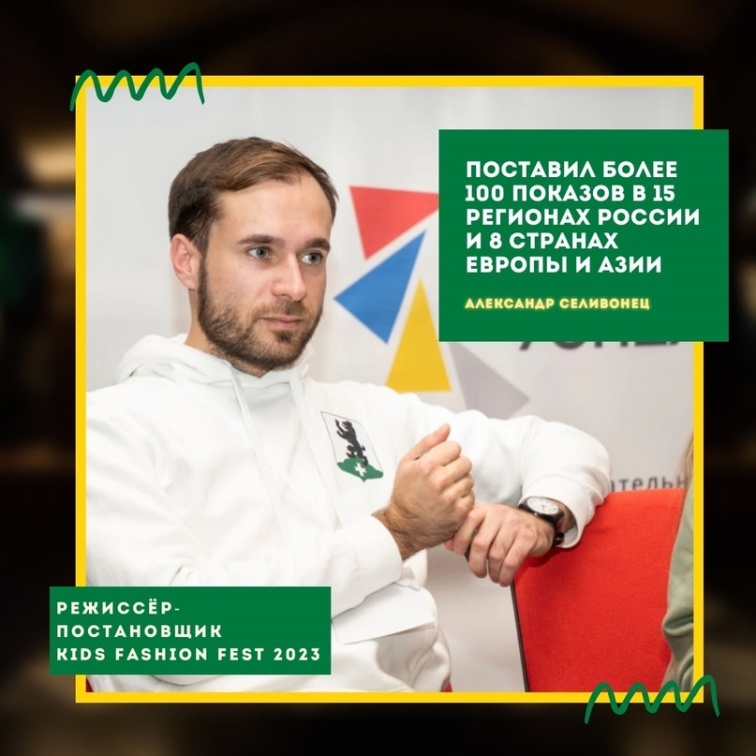 ПОСТАВИЛ БОЛЕЕ
100 ПОКАЗОВ В 15
РЕГИОНАХ РОССИИ
И 8 СТРАНАХ
ЕВРОПЫ И АЗИИ
АЛЕКСАНДР СЕЛИВОНЕЦ
РЕЖИССЁР-
ПОСТАНОВЩИК
KIDS FASHION FEST 2023